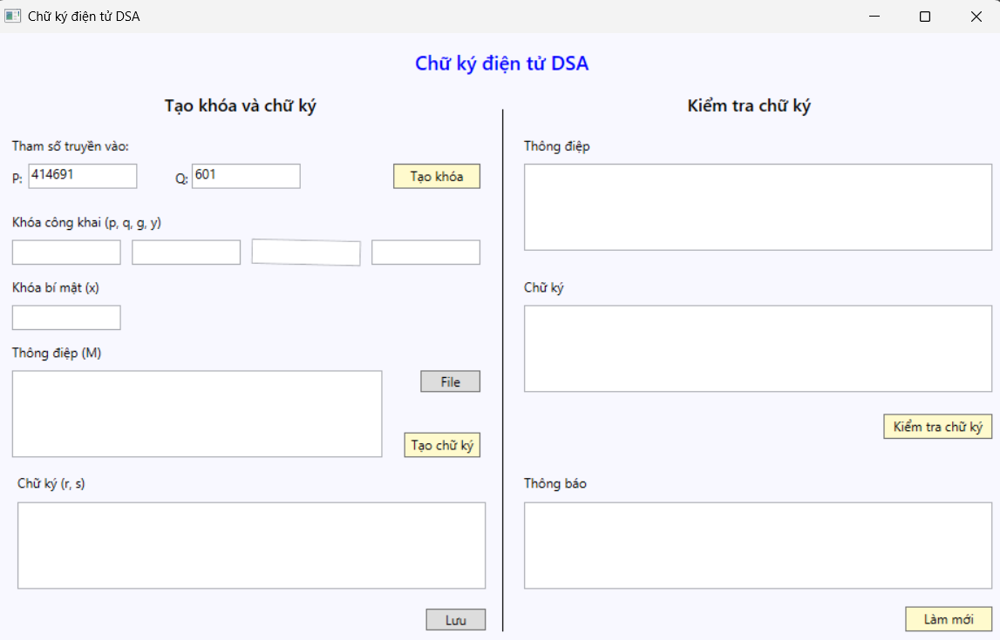 Chữ ký điện tử DSA
Chữ ký điện tử DSA
Tạo khóa và chữ ký
Tham số truyền vào:
P: 414691 Q: 601 Tạo khóa
Khóa công khai (p, q, g, y)
Khóa bí mật (x)
Thông điệp (M)
File
Tạo chữ ký
Chữ ký (r, s)
Lưu
Kiểm tra chữ ký
Thông điệp
Chữ ký
Kiểm tra chữ ký
Thông báo
Làm mới